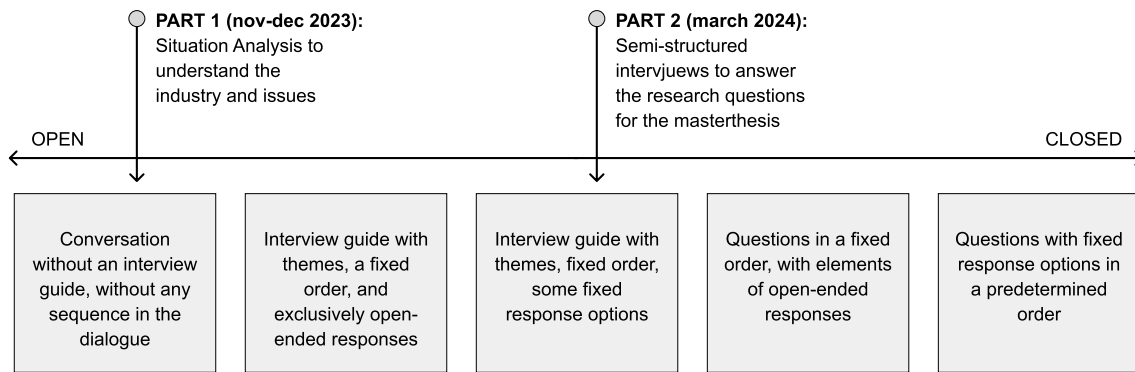 PART 1 (nov-dec 2023):
Situation Analysis to
understand the
industry and issues
PART 2 (march 2024):
Semi-structured
intervjuews to answer
the research questions
for the masterthesis
OPEN
CLOSED
Conversation
without an interview
guide, without any
sequence in the
dialogue
Interview guide with
themes, a fixed
order, and
exclusively open-
ended responses
Interview guide with
themes, fixed order,
some fixed
response options
Questions in a fixed
order, with elements
of open-ended
responses
Questions with fixed
response options in
a predetermined
order